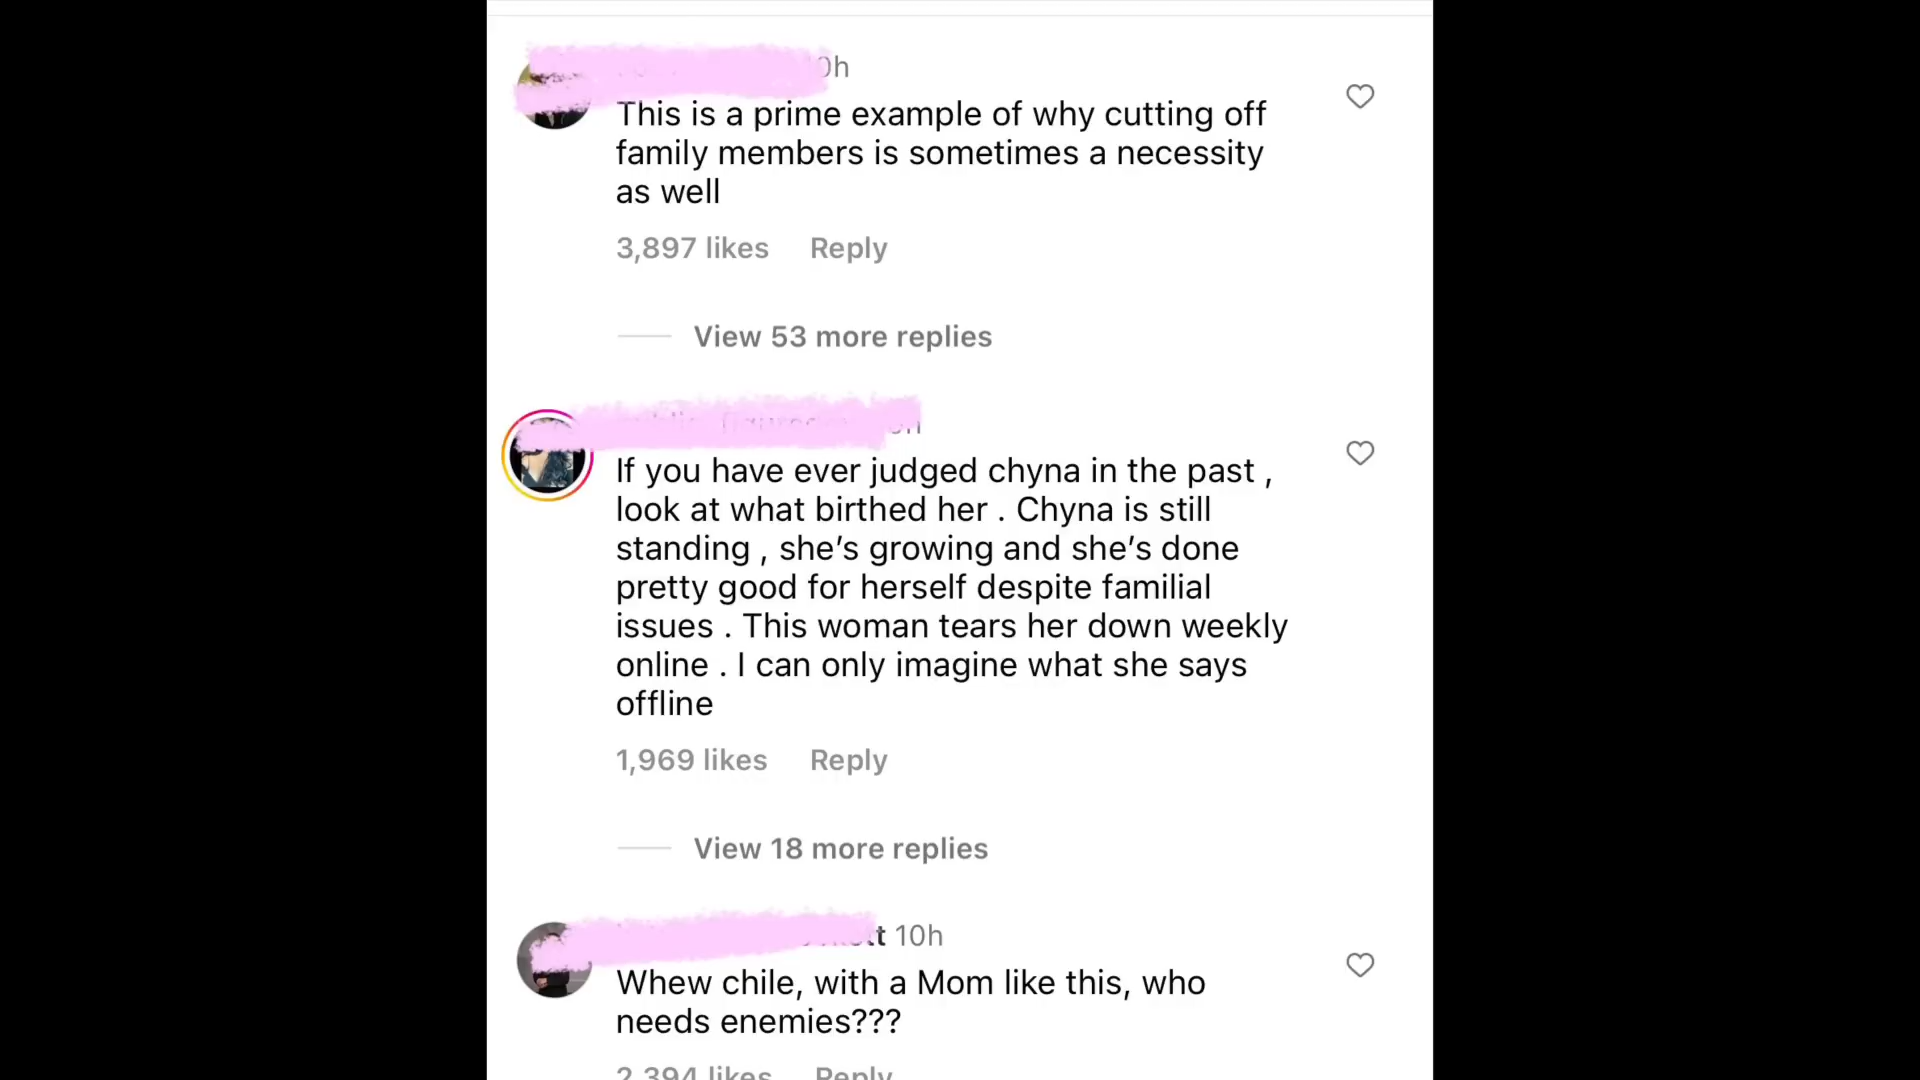 This is a prime example of why cutting off
family members is sometimes a necessity
as well
3,897 likes Reply
View 53 more replies
If you have ever judged chyna in the past ,
look at what birthed her . Chyna is still
standing , she’s growing and she’s done
pretty good for herself despite familial
issues . This woman tears her down weekly
online . I can only imagine what she says
offline
1,969 likes Reply
View 18 more replies
10h
Whew chile, with a Mom like this, who
needs enemies???
2,394 likes Reply